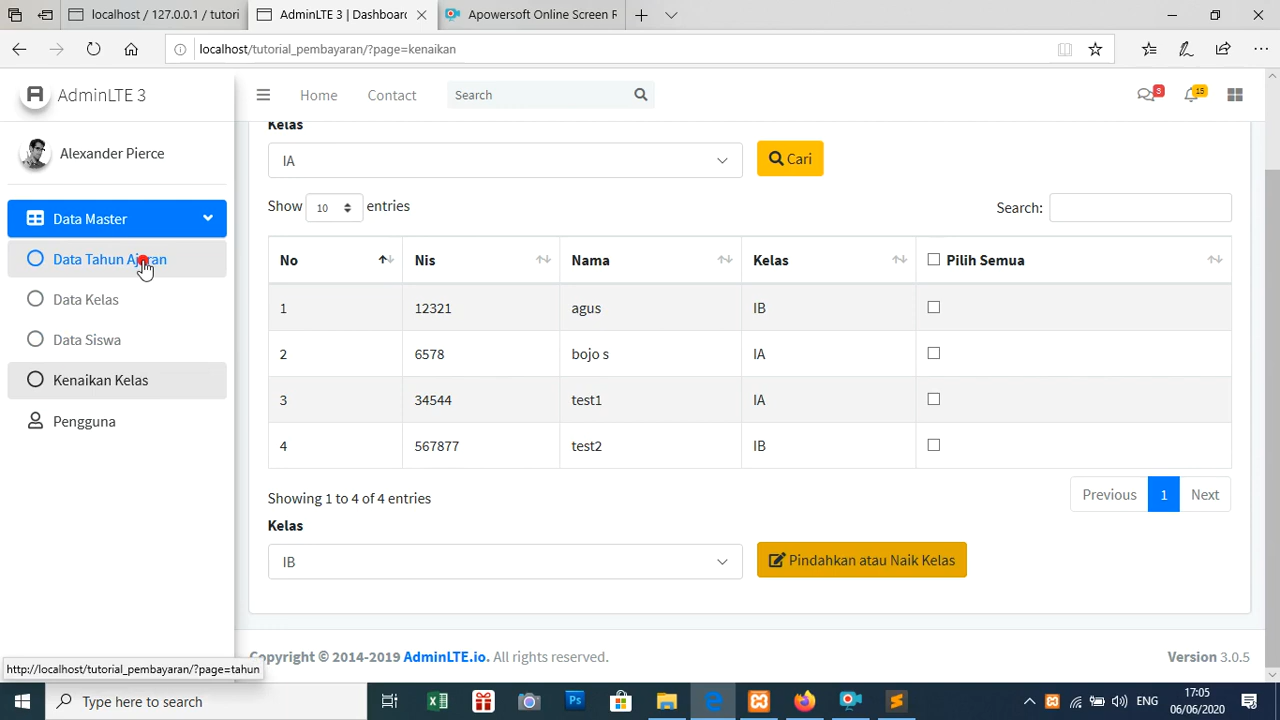 localhost / 127.0.0.1 / tutori
AdminLTE 3 | Dashboard
Apowersoft Online Screen R
localhost/tutorial_pembayaran/?page=kenaikan
AdminLTE 3
Home
Contact
Search
3
15
Alexander Pierce
Data Master
Data Tahun Ajaran
Data Kelas
Data Siswa
Kenaikan Kelas
Pengguna
Kelas
IA
Cari
Show 10 entries
Search:
No Nis Nama Kelas Pilih Semua
1 12321 agus IB
2 6578 bojo s IA
3 34544 test1 IA
4 567877 test2 IB
Showing 1 to 4 of 4 entries
Previous 1 Next
Kelas
IB
Pindahkan atau Naik Kelas
Copyright © 2014-2019 AdminLTE.io. All rights reserved.
Version 3.0.5
http://localhost/tutorial_pembayaran/?page=tahun
Type here to search
ENG
17:05
06/06/2020